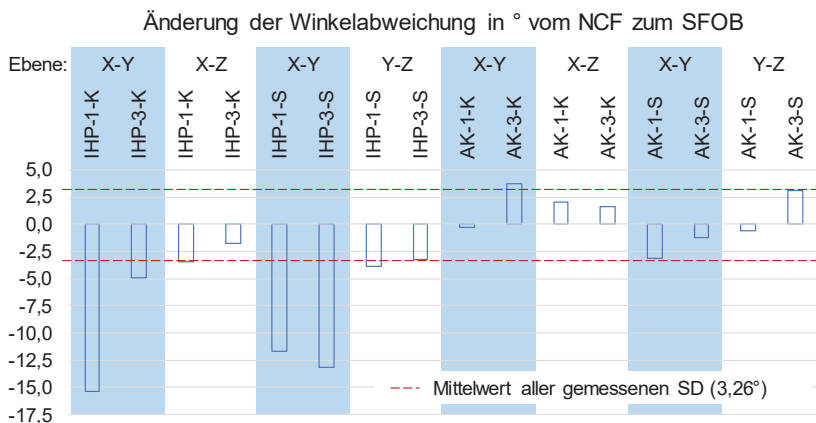 Änderung der Winkelabweichung in ° vom NCF zum SFOB
Ebene: X-Y X-Z X-Y Y-Z X-Y X-Z X-Y Y-Z
IHP-1-K IHP-3-K IHP-1-K IHP-3-K IHP-1-S IHP-3-S IHP-1-S IHP-3-S AK-1-K AK-3-K AK-1-K AK-3-K AK-1-S AK-3-S AK-1-S AK-3-S
5,0
2,5
0,0
-2,5
-5,0
-7,5
-10,0
-12,5
-15,0
-17,5
Mittelwert aller gemessenen SD (3,26°)